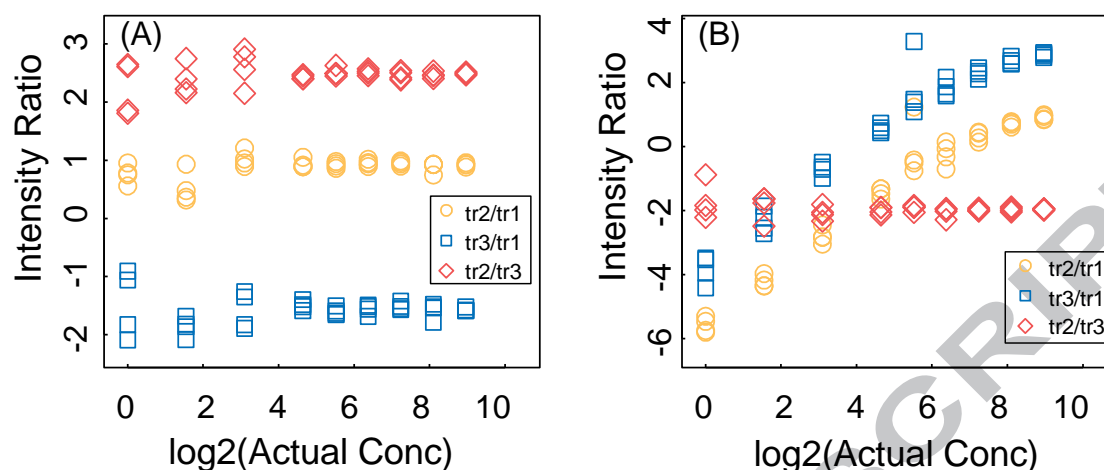 (A)
Intensity Ratio
3
2
1
0
-1
-2
tr2/tr1
tr3/tr1
tr2/tr3
0 2 4 6 8 10
log2(Actual Conc)
(B)
Intensity Ratio
4
2
0
-2
-4
-6
tr2/tr1
tr3/tr1
tr2/tr3
0 2 4 6 8 10
log2(Actual Conc)
SCRIP